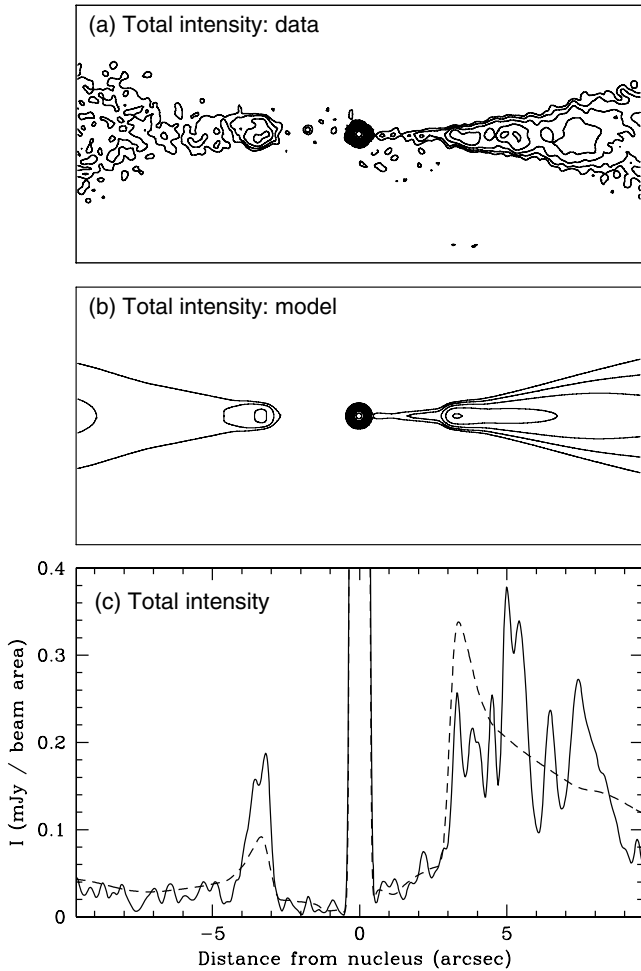 (a) Total intensity: data
(b) Total intensity: model
(c) Total intensity
0.4
0.3
0.2
0.1
0
I (mJy / beam area)
−5 0 5
Distance from nucleus (arcsec)